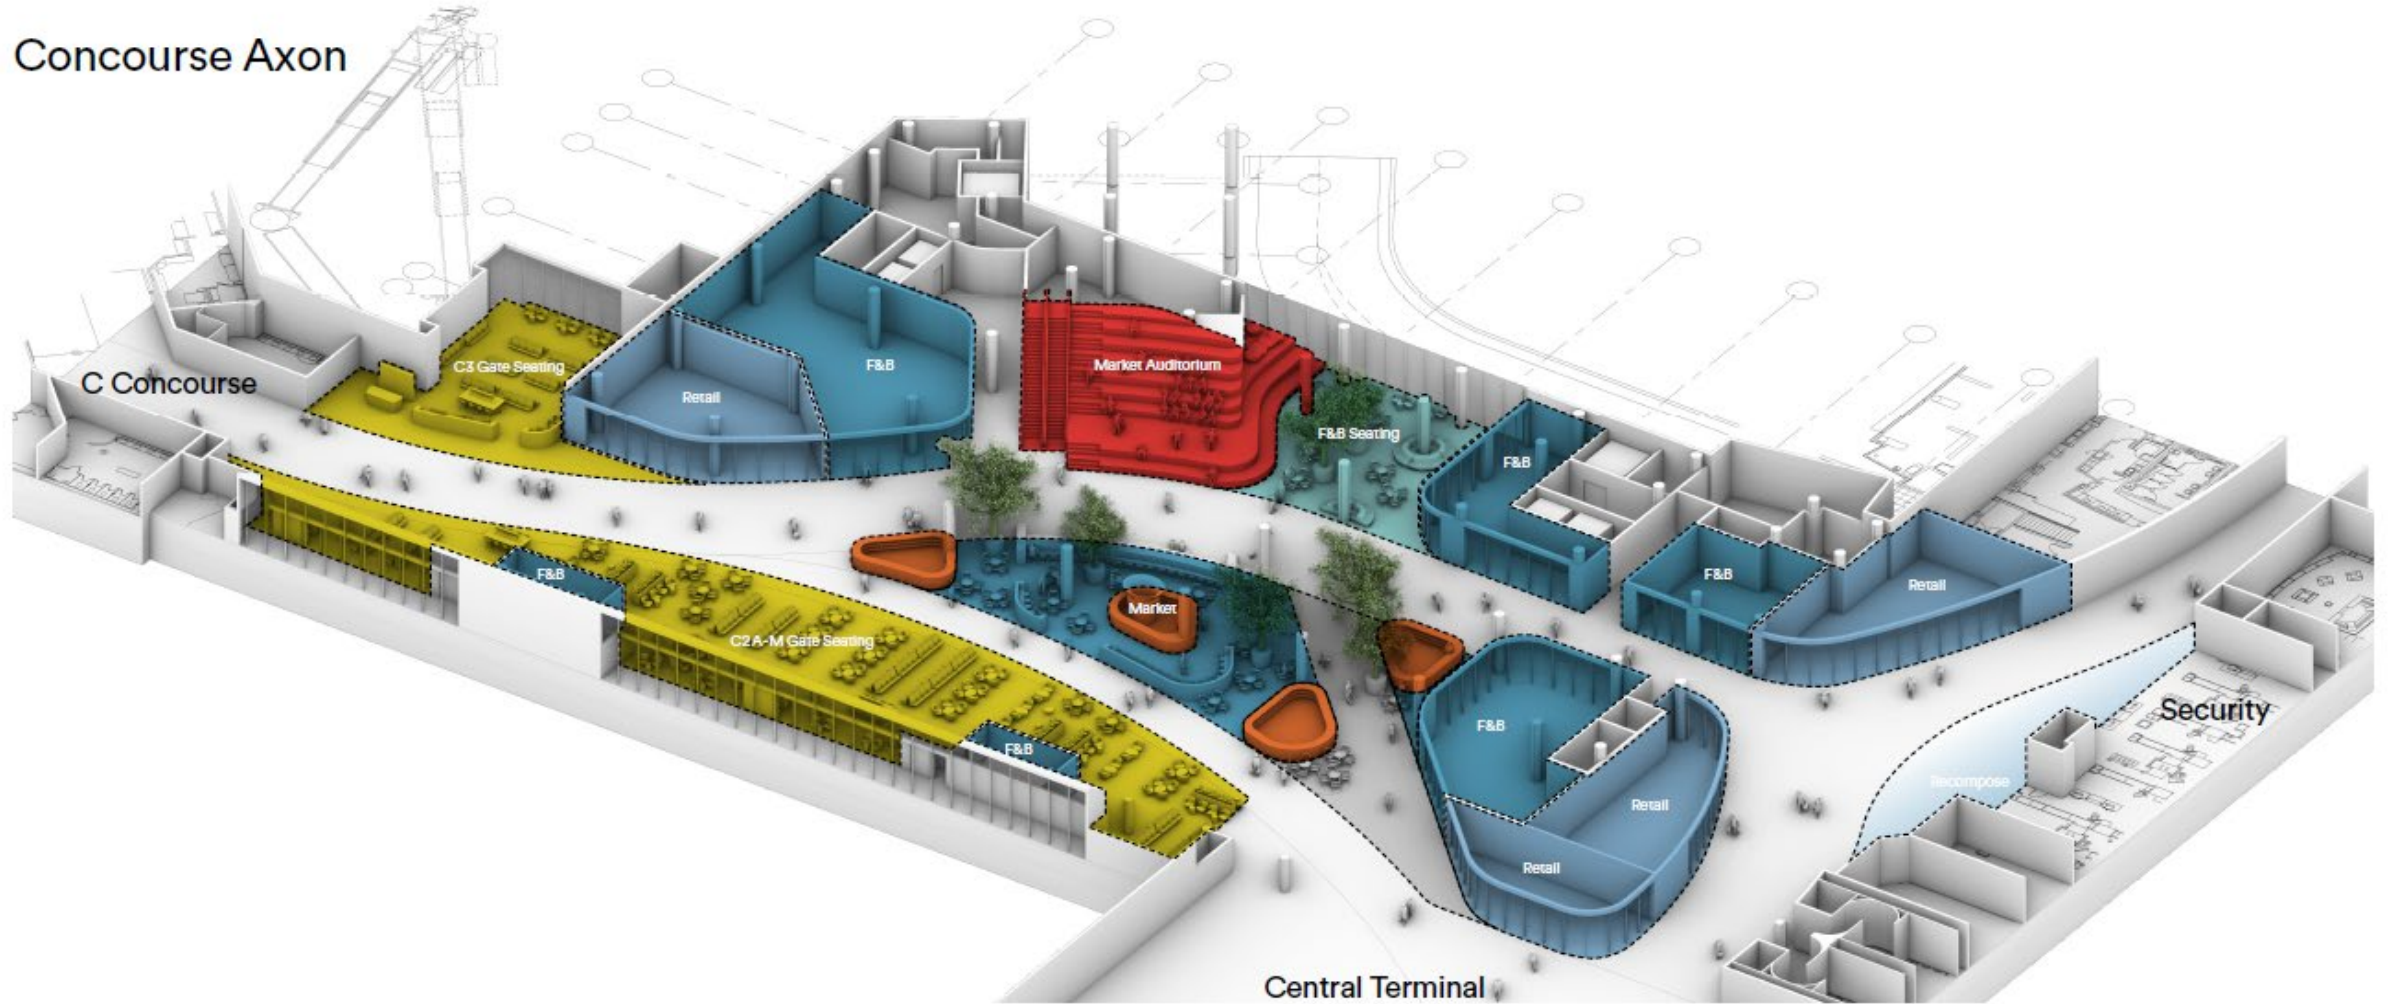 Concourse Axon
C Concourse
C3 Gate Seating
Retail
F&B
Market Auditorium
F&B Seating
F&B
F&B
Retail
F&B
Market
C2A-M Gate Seating
F&B
F&B
Retail
Retail
Recompose
Security
Central Terminal